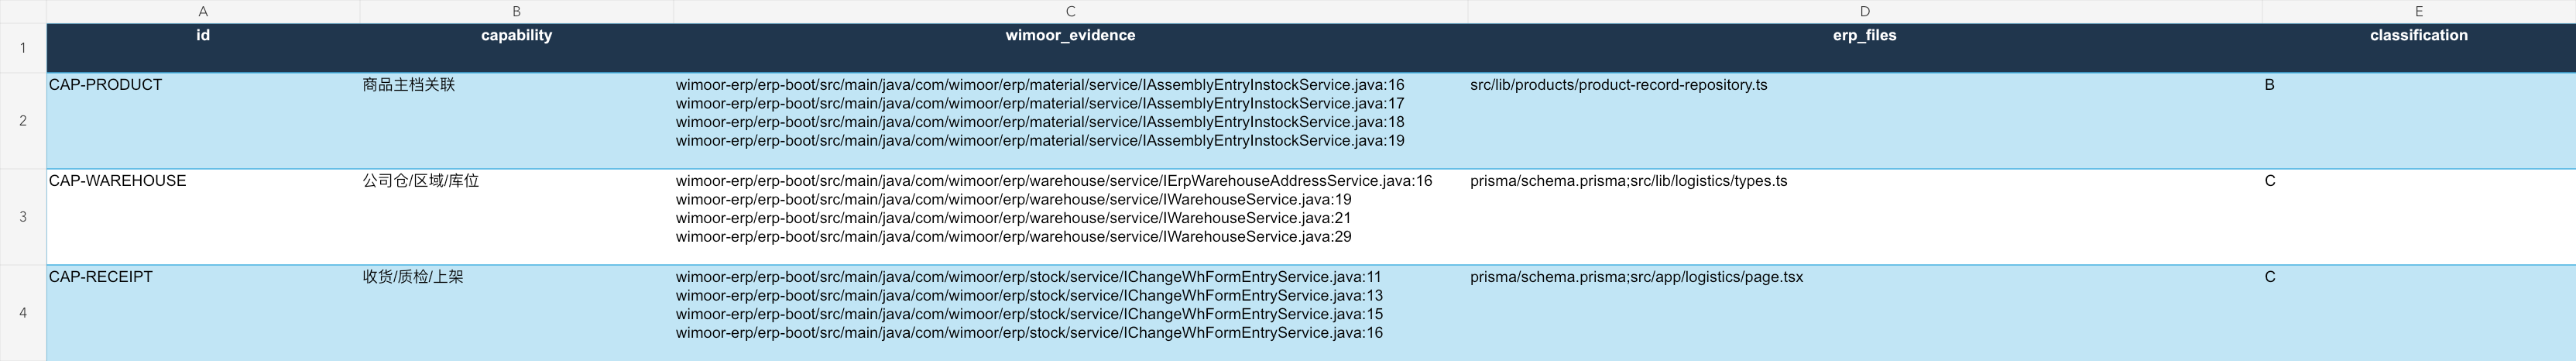 A B C D E
1 id capability wimoor_evidence erp_files classification
CAP-PRODUCT 商品主档关联 wimoor-erp/erp-boot/src/main/java/com/wimoor/erp/material/service/IAssemblyEntryInstockService.java:16 src/lib/products/product-record-repository.ts B
wimoor-erp/erp-boot/src/main/java/com/wimoor/erp/material/service/IAssemblyEntryInstockService.java:17
2 wimoor-erp/erp-boot/src/main/java/com/wimoor/erp/material/service/IAssemblyEntryInstockService.java:18
wimoor-erp/erp-boot/src/main/java/com/wimoor/erp/material/service/IAssemblyEntryInstockService.java:19
CAP-WAREHOUSE 公司仓/区域/库位 wimoor-erp/erp-boot/src/main/java/com/wimoor/erp/warehouse/service/IErpWarehouseAddressService.java:16 prisma/schema.prisma;src/lib/logistics/types.ts C
wimoor-erp/erp-boot/src/main/java/com/wimoor/erp/warehouse/service/IWarehouseService.java:19
3 wimoor-erp/erp-boot/src/main/java/com/wimoor/erp/warehouse/service/IWarehouseService.java:21
wimoor-erp/erp-boot/src/main/java/com/wimoor/erp/warehouse/service/IWarehouseService.java:29
CAP-RECEIPT 收货/质检/上架 wimoor-erp/erp-boot/src/main/java/com/wimoor/erp/stock/service/IChangeWhFormEntryService.java:11 prisma/schema.prisma;src/app/logistics/page.tsx C
wimoor-erp/erp-boot/src/main/java/com/wimoor/erp/stock/service/IChangeWhFormEntryService.java:13
4 wimoor-erp/erp-boot/src/main/java/com/wimoor/erp/stock/service/IChangeWhFormEntryService.java:15
wimoor-erp/erp-boot/src/main/java/com/wimoor/erp/stock/service/IChangeWhFormEntryService.java:16